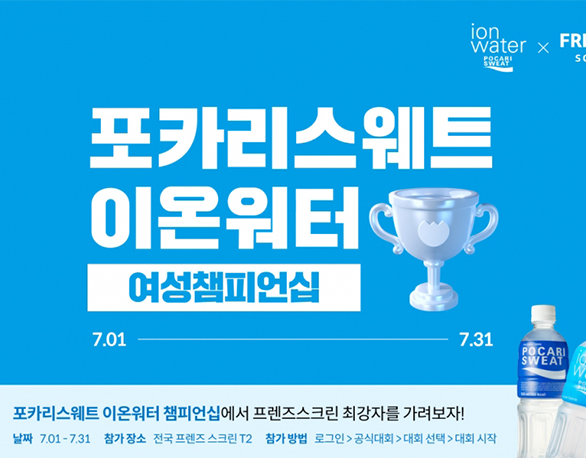 ion
water
POCARI
SWEAT
×
FRI
포카리스웨트
이온워터
여성챔피언십
7.01
7.31
POCARI
SWEAT
포카리스웨트 이온워터 챔피언십에서 프렌즈스크린 최강자를 가려보자!
날짜 7.01 - 7.31 참가 장소 전국 프렌즈 스크린 T2 참가 방법 로그인 > 공식대회 > 대회 선택 > 대회 시작